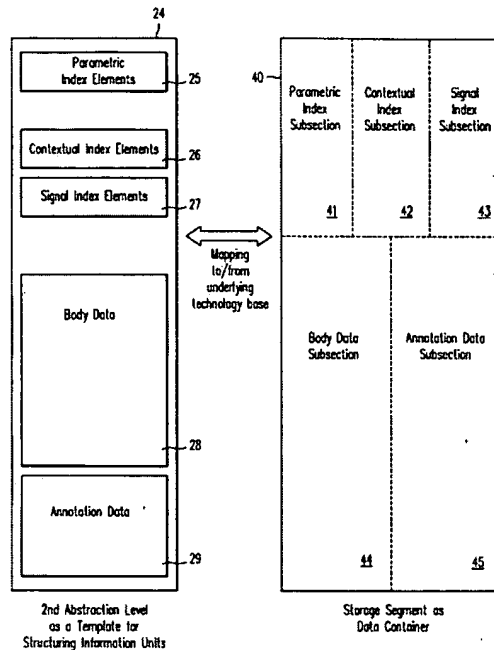 24
Parametric
Index Elements
25
Contextual Index Elements
26
Signal Index Elements
27
Body Data
28
Annotation Data
29
2nd Abstraction Level
as a Template for
Structuring Information Units
Mapping
to/from
underlying
technology base
40
Parametric
Index
Subsection
41
Contextual
Index
Subsection
42
Signal
Index
Subsection
43
Body Data
Subsection
44
Annotation Data
Subsection
45
Storage Segment as
Data Container